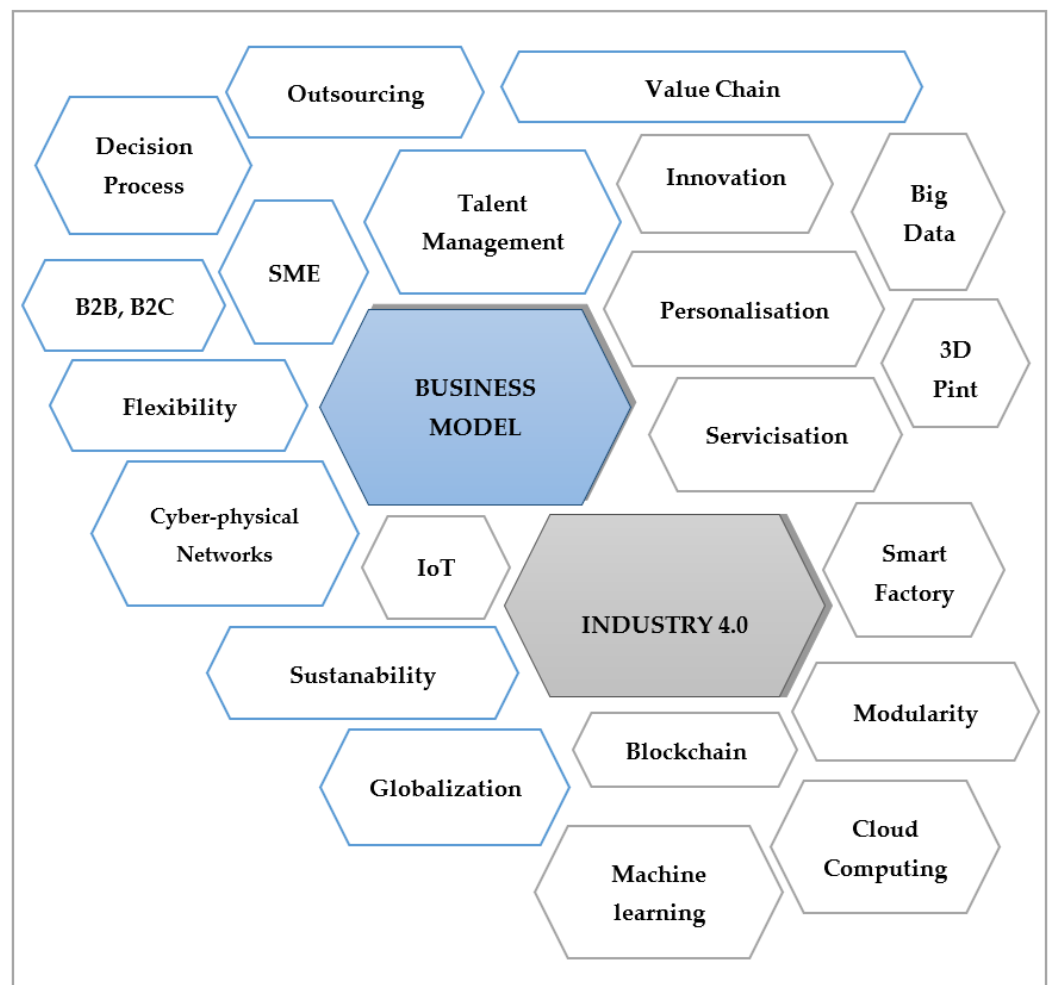 Outsourcing
Value Chain
Decision
Process
Talent
Management
Innovation
Big
Data
SME
B2B, B2C
Personalisation
3D
Pint
BUSINESS
MODEL
Flexibility
Servicisation
Cyber-physical
Networks
IoT
Smart
Factory
INDUSTRY 4.0
Sustanability
Modularity
Blockchain
Globalization
Cloud
Computing
Machine
learning